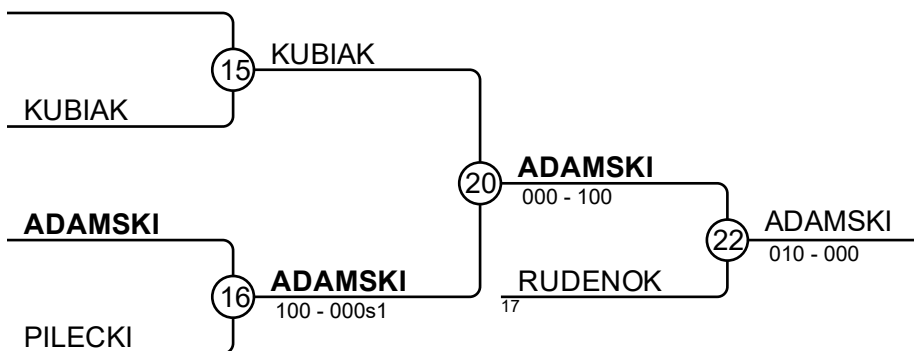 KUBIAK
15
KUBIAK
ADAMSKI
20
000 - 100
ADAMSKI
22
ADAMSKI
010 - 000
16
ADAMSKI
100 - 000s1
RUDENOK
17
PILECKI